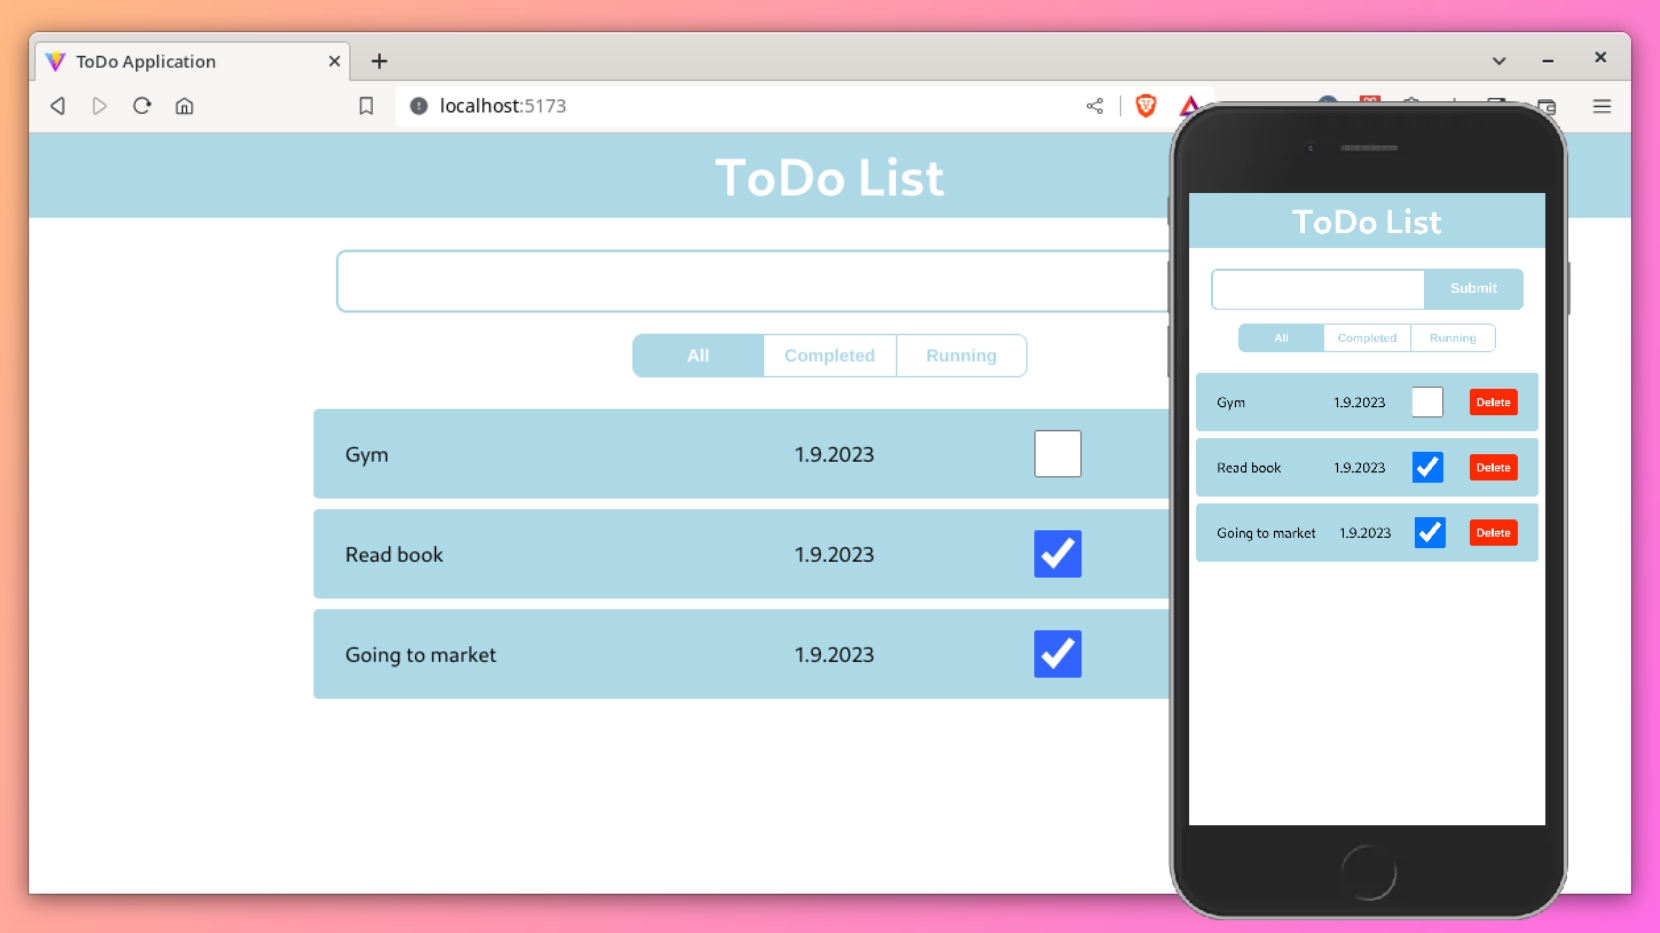 ToDo Application
localhost:5173
ToDo List
All Completed Running
Gym 1.9.2023
Read book 1.9.2023
Going to market 1.9.2023
ToDo List
Submit
All Completed Running
Gym 1.9.2023 Delete
Read book 1.9.2023 Delete
Going to market 1.9.2023 Delete